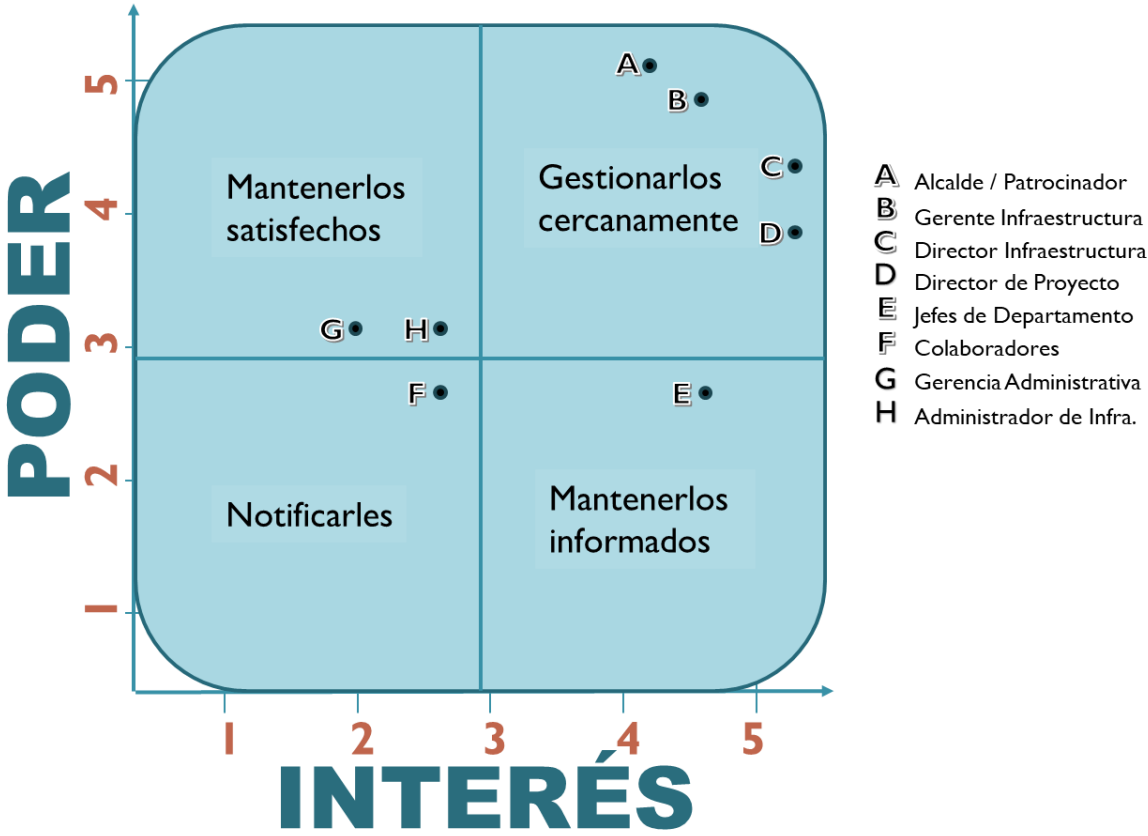 PODER
5
4
3
2
1
A
B
C
D
Mantenerlos
satisfechos
Gestionarlos
cercanamente
G
H
F
E
Notificarles
Mantenerlos
informados
1
2
3
4
5
INTERÉS
A Alcalde / Patrocinador
B Gerente Infraestructura
C Director Infraestructura
D Director de Proyecto
E Jefes de Departamento
F Colaboradores
G Gerencia Administrativa
H Administrador de Infra.